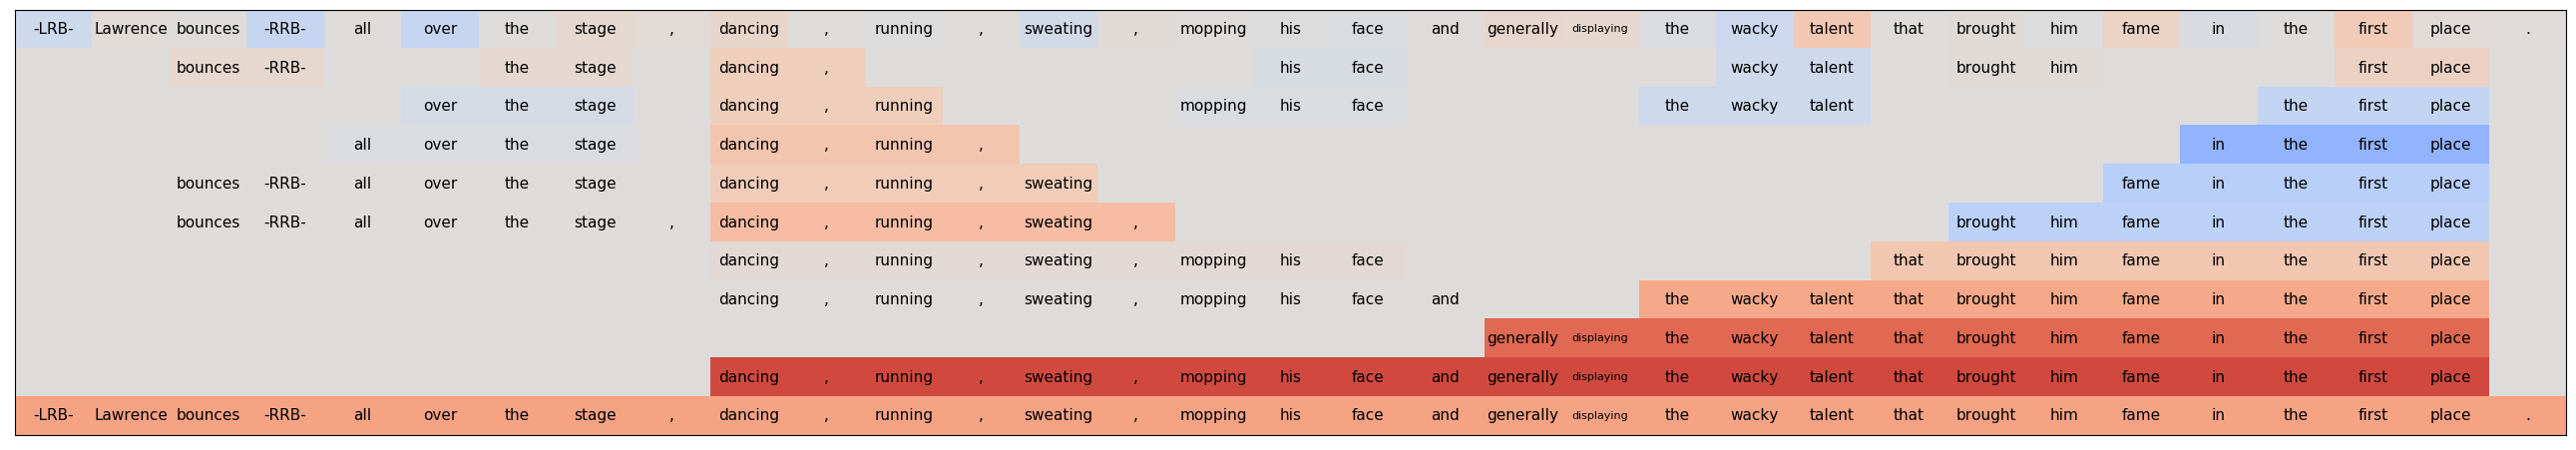 -LRB- Lawrence bounces -RRB- all over the stage , dancing , running , sweating , mopping his face and generally displaying the wacky talent that brought him fame in the first place .
bounces -RRB- the stage dancing , his face wacky talent brought him first place
over the stage dancing , running mopping his face the wacky talent the first place
all over the stage dancing , running , in the first place
bounces -RRB- all over the stage dancing , running , sweating fame in the first place
bounces -RRB- all over the stage , dancing , running , sweating , brought him fame in the first place
dancing , running , sweating , mopping his face that brought him fame in the first place
dancing , running , sweating , mopping his face and the wacky talent that brought him fame in the first place
generally displaying the wacky talent that brought him fame in the first place
dancing , running , sweating , mopping his face and generally displaying the wacky talent that brought him fame in the first place
-LRB- Lawrence bounces -RRB- all over the stage , dancing , running , sweating , mopping his face and generally displaying the wacky talent that brought him fame in the first place .